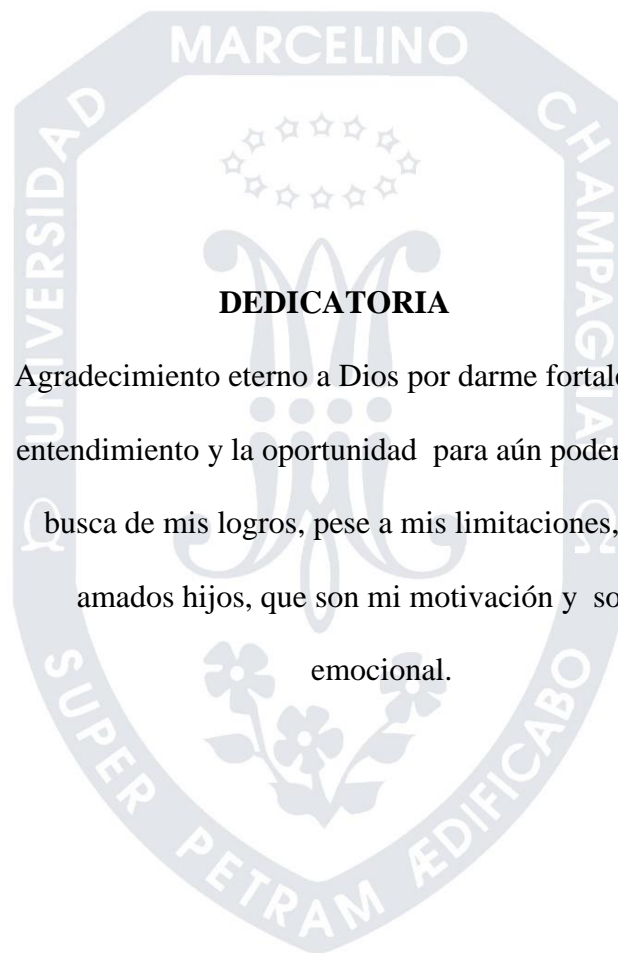 MARCELINO
UNIVERSIDAD
CHAMPAGNAT
DEDICATORIA
Agradecimiento eterno a Dios por darme
entendimiento y la oportunidad para aún poder
busca de mis logros, pese a mis limitaciones,
amados hijos, que son mi motivación y
emocional.
SUPER PETRAM ÆDIFICABO